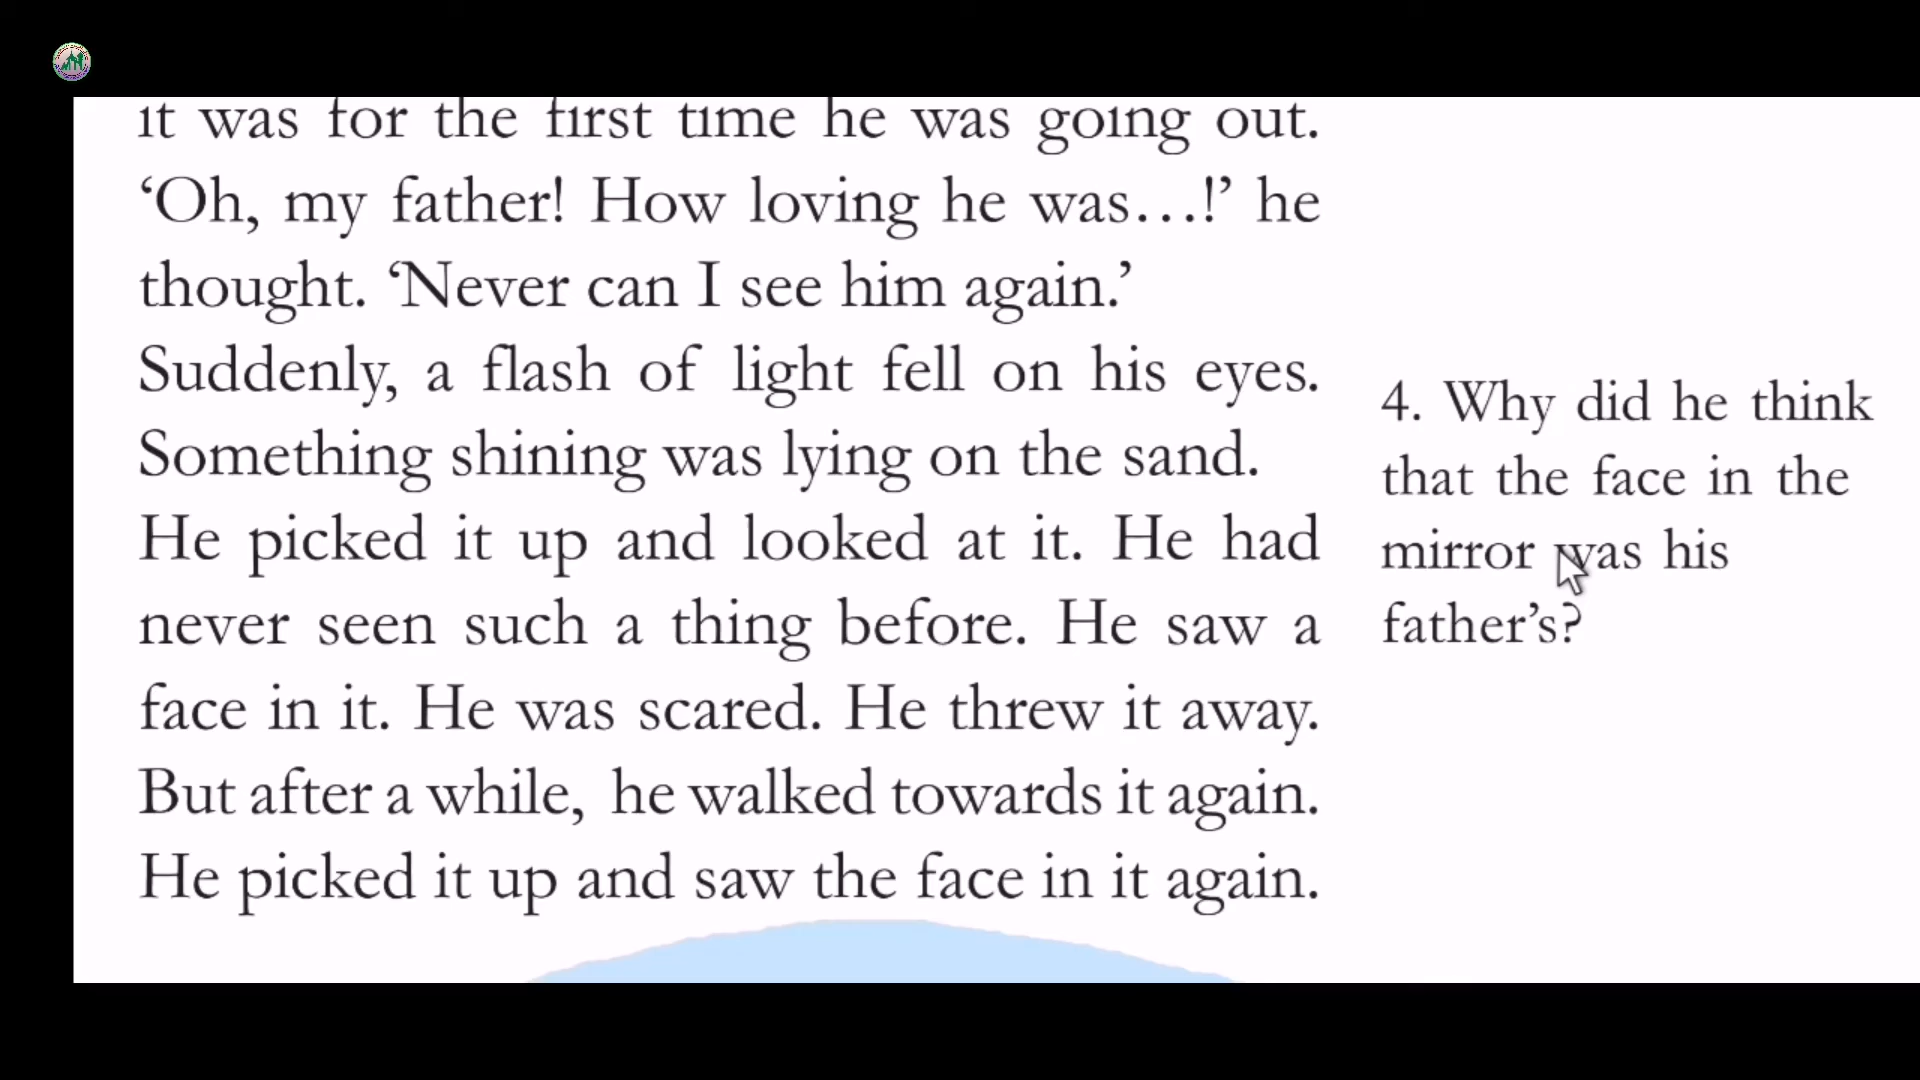 it was for the first time he was going out.
‘Oh, my father! How loving he was…!’ he
thought. ‘Never can I see him again.’
Suddenly, a flash of light fell on his eyes.
Something shining was lying on the sand.
He picked it up and looked at it. He had
never seen such a thing before. He saw a
face in it. He was scared. He threw it away.
But after a while, he walked towards it again.
He picked it up and saw the face in it again.
4. Why did he think
that the face in the
mirror was his
father’s?